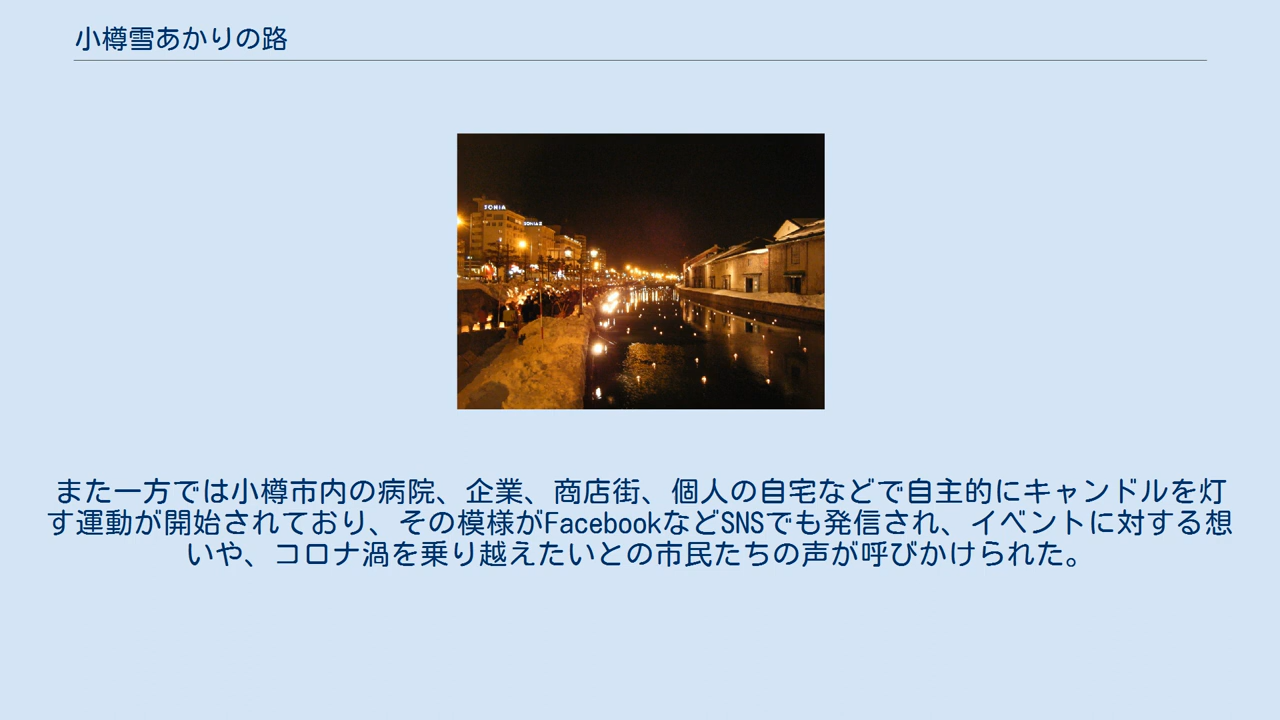 小樽雪あかりの路
SONIA
SONIA II
また一方では小樽市内の病院、企業、商店街、個人の自宅などで自主的にキャンドルを灯
す運動が開始されており、その模様がFacebookなどSNSでも発信され、イベントに対する想
いや、コロナ渦を乗り越えたいとの市民たちの声が呼びかけられた。